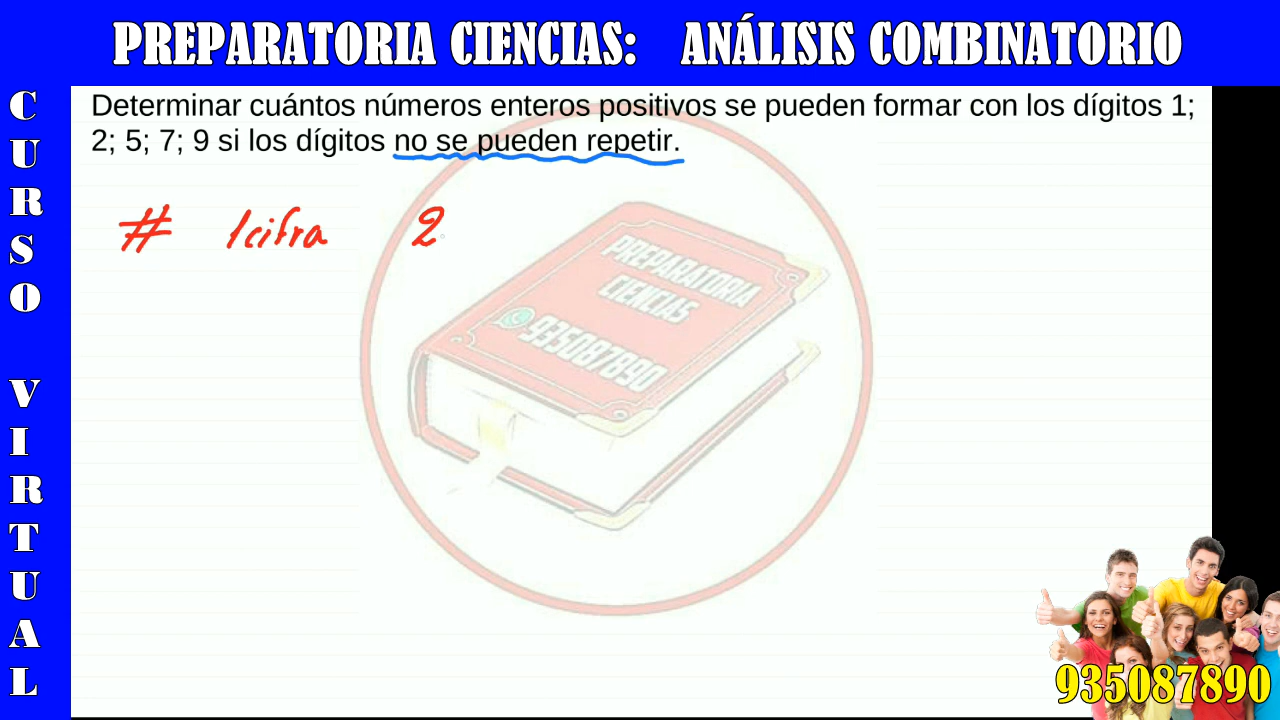 PREPARATORIA CIENCIAS: ANÁLISIS COMBINATORIO
CURSO VIRTUAL
Determinar cuántos números enteros positivos se pueden formar con los dígitos 1;
2; 5; 7; 9 si los dígitos no se pueden repetir.
# 1cifra 2
PREPARATORIA
CIENCIAS
935087890
935087890